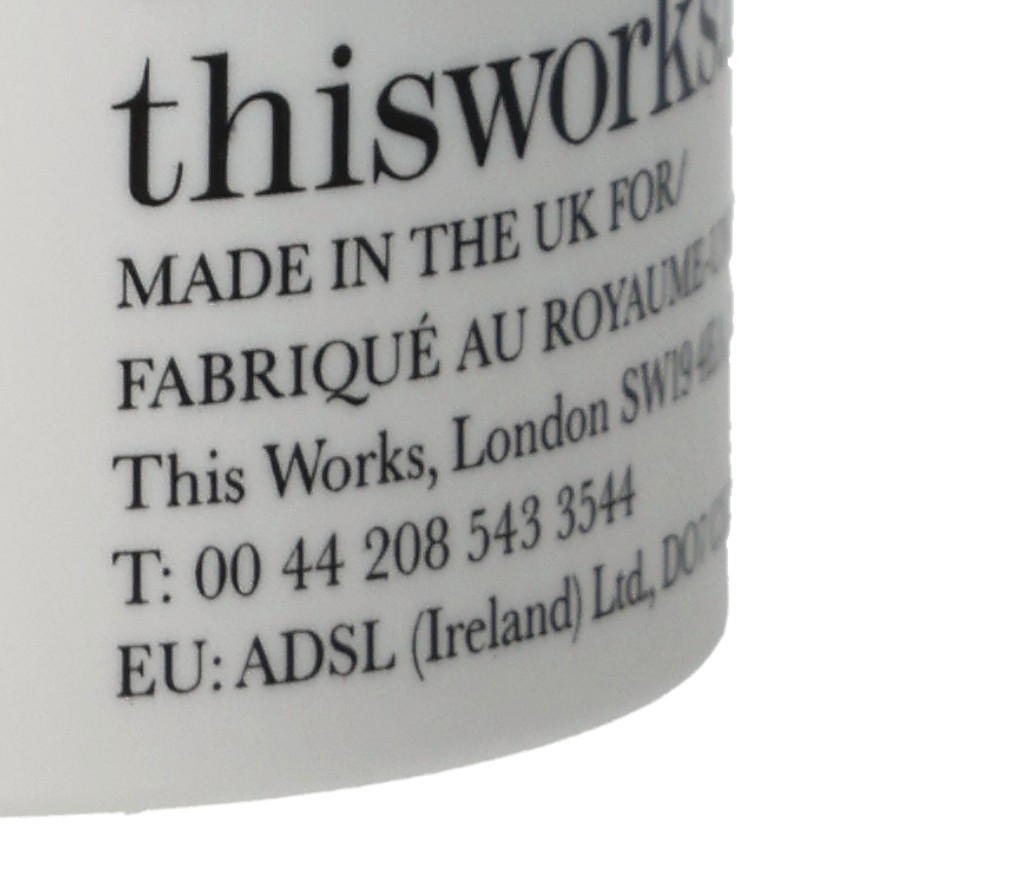 thisworks.
MADE IN THE UK FOR/
FABRIQUÉ AU
This Works, London SW19
T: 00 44 208 543 3544
EU: ADSL (Ireland) Ltd,